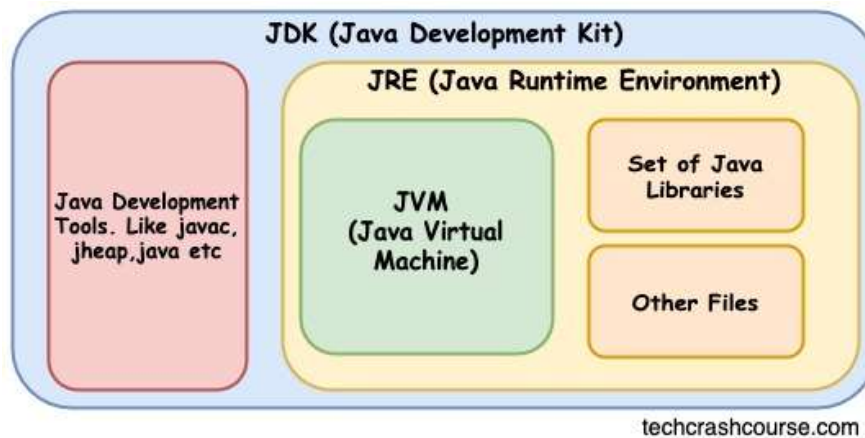 JDK (Java Development Kit)
JRE (Java Runtime Environment)
Java Development
Tools. Like javac,
jheap,java etc
JVM
(Java Virtual
Machine)
Set of Java
Libraries
Other Files
techcrashcourse.com